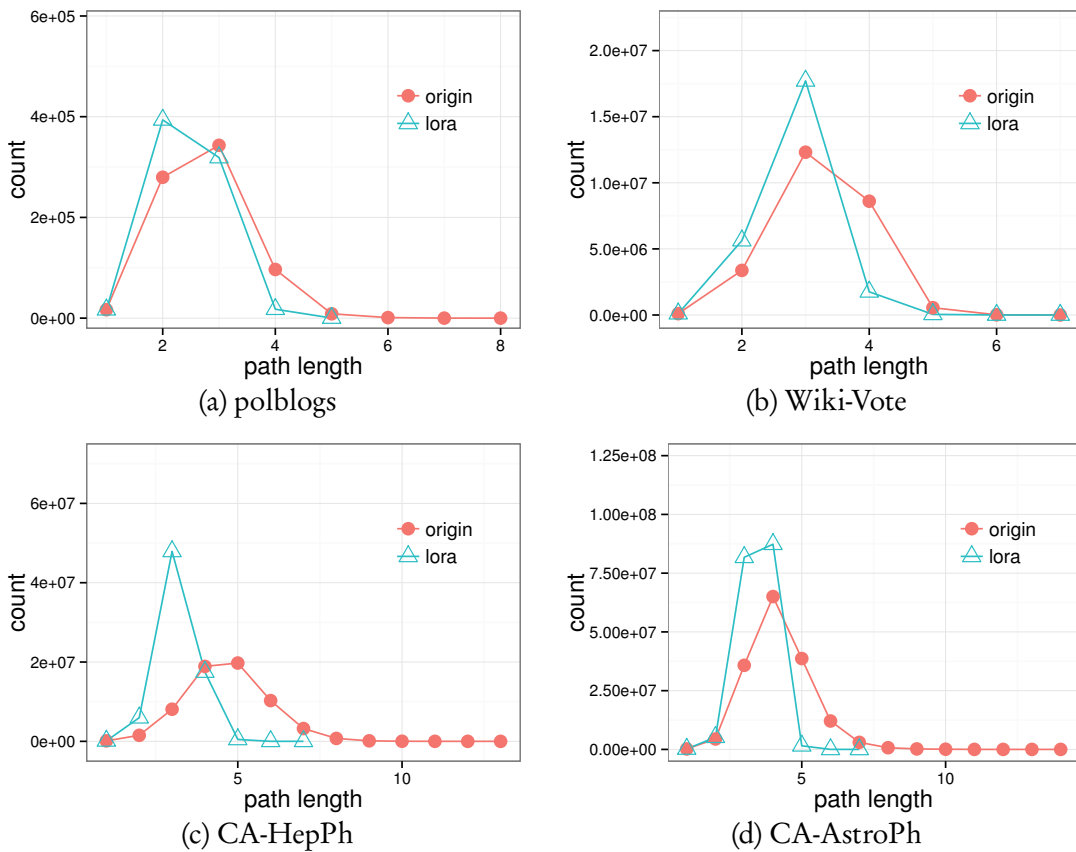 6e+05
4e+05
2e+05
0e+00
count
origin
lora
2 4 6 8
path length
(a) polblogs
2.0e+07
1.5e+07
1.0e+07
5.0e+06
0.0e+00
count
origin
lora
2 4 6
path length
(b) Wiki-Vote
6e+07
4e+07
2e+07
0e+00
count
origin
lora
5 10
path length
(c) CA-HepPh
1.25e+08
1.00e+08
7.50e+07
5.00e+07
2.50e+07
0.00e+00
count
origin
lora
5 10
path length
(d) CA-AstroPh